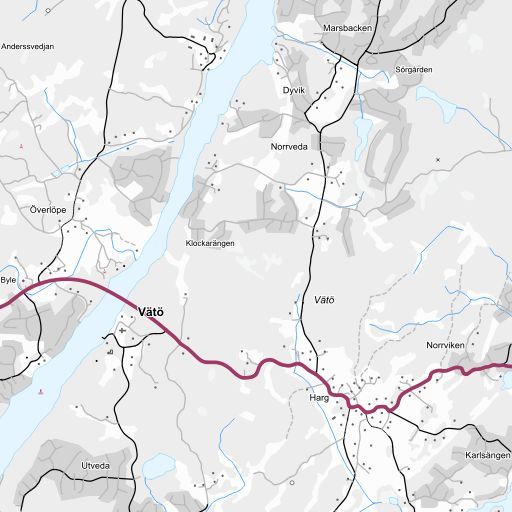 Marsbacken
Anderssvedjan
Sörgården
Dyvik
Norrveda
Överlöpe
Klockarängen
Byle
Vätö
Vätö
Norrviken
Harg
Karlsängen
Utveda